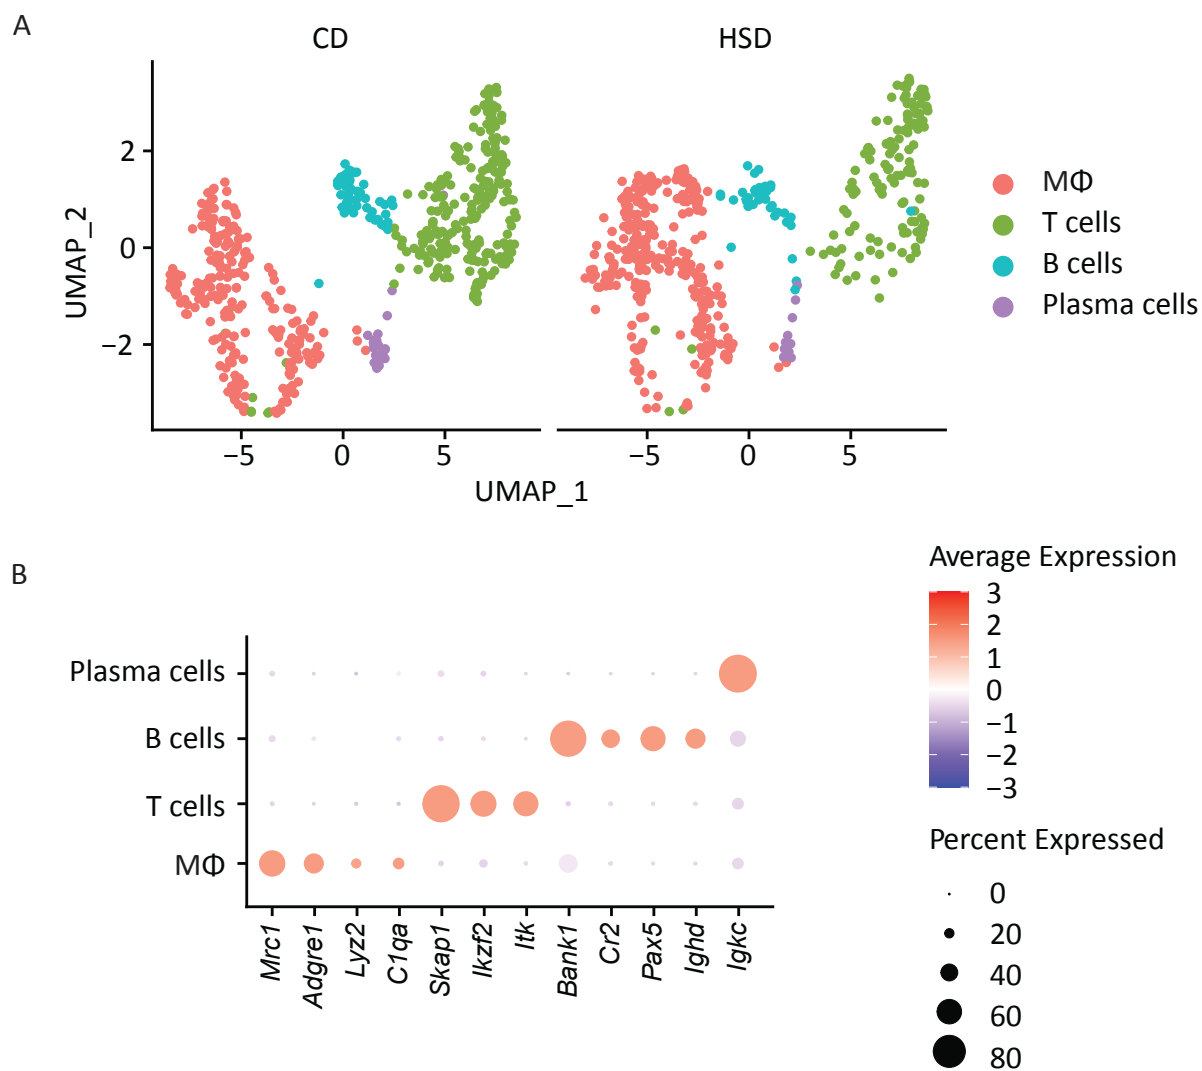 A
CD
HSD
UMAP_2
2
0
−2
−5
0
5
−5
0
5
UMAP_1
MΦ
T cells
B cells
Plasma cells
B
Plasma cells
B cells
T cells
MΦ
Mrc1
Adgre1
Lyz2
C1qa
Skap1
Ikzf2
Itk
Bank1
Cr2
Pax5
Ighd
Igkc
Average Expression
3
2
1
0
−1
−2
−3
Percent Expressed
0
20
40
60
80